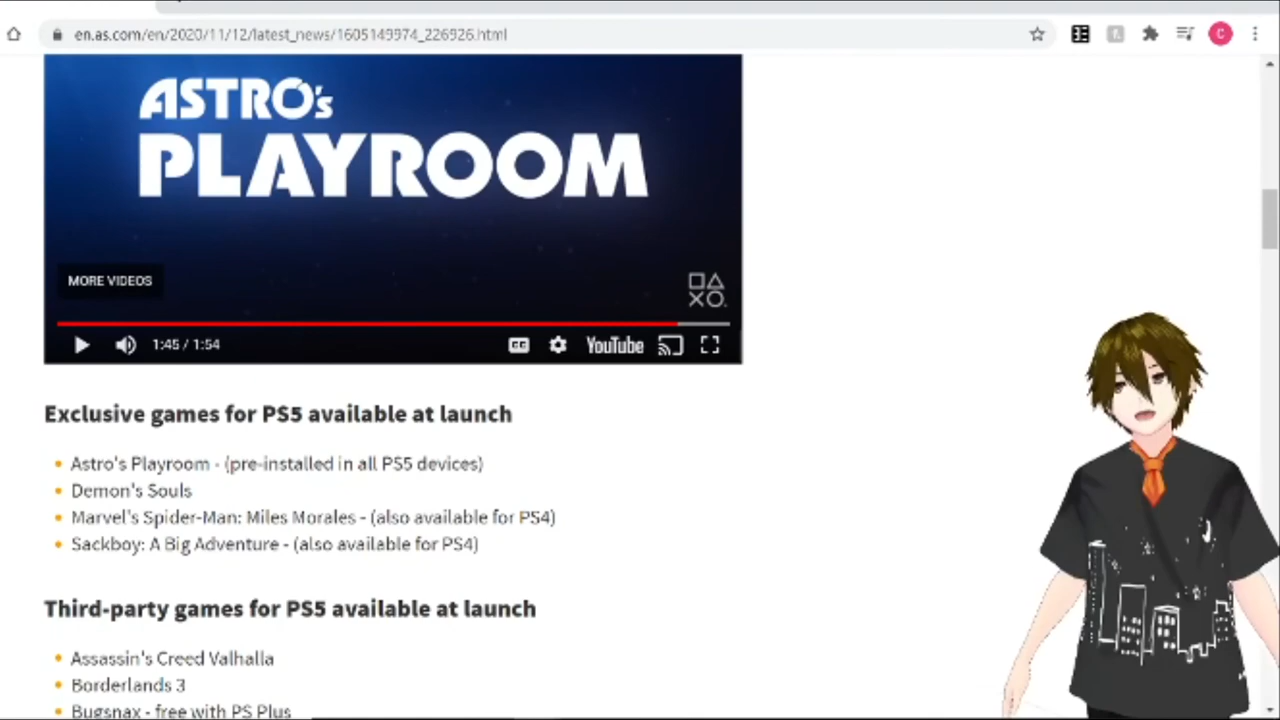 en.as.com/en/2020/11/12/latest_news/1605149974_226926.html
C
ASTRO's
PLAYROOM
MORE VIDEOS
1:45 / 1:54
CC
YouTube
Exclusive games for PS5 available at launch
Astro's Playroom - (pre-installed in all PS5 devices)
Demon's Souls
Marvel's Spider-Man: Miles Morales - (also available for PS4)
Sackboy: A Big Adventure - (also available for PS4)
Third-party games for PS5 available at launch
Assassin's Creed Valhalla
Borderlands 3
Bugsnax - free with PS Plus